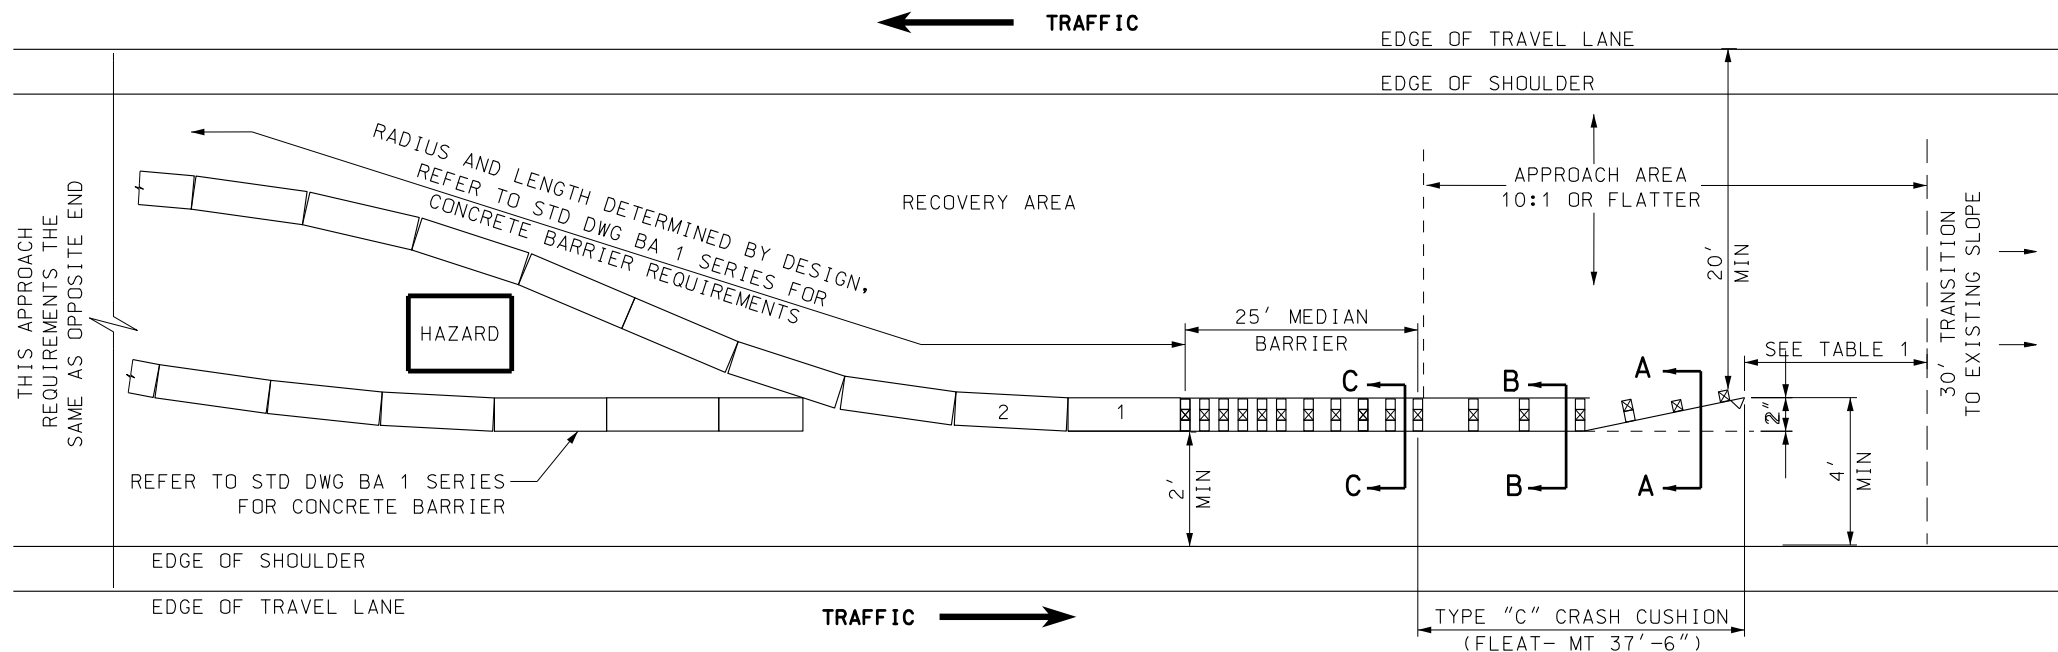 TRAFFIC
EDGE OF TRAVEL LANE
EDGE OF SHOULDER
THIS APPROACH
REQUIREMENTS THE
SAME AS OPPOSITE END
RADIUS AND LENGTH DETERMINED BY DESIGN,
REFER TO STD DWG BA 1 SERIES FOR
CONCRETE BARRIER REQUIREMENTS
RECOVERY AREA
APPROACH AREA
10:1 OR FLATTER
20' MIN
30' TRANSITION
TO EXISTING SLOPE
HAZARD
25' MEDIAN
BARRIER
SEE TABLE 1
C
B
A
2
1
2"
C
B
A
2' MIN
4' MIN
REFER TO STD DWG BA 1 SERIES
FOR CONCRETE BARRIER
EDGE OF SHOULDER
EDGE OF TRAVEL LANE
TRAFFIC
TYPE "C" CRASH CUSHION
(FLEAT- MT 37'-6")